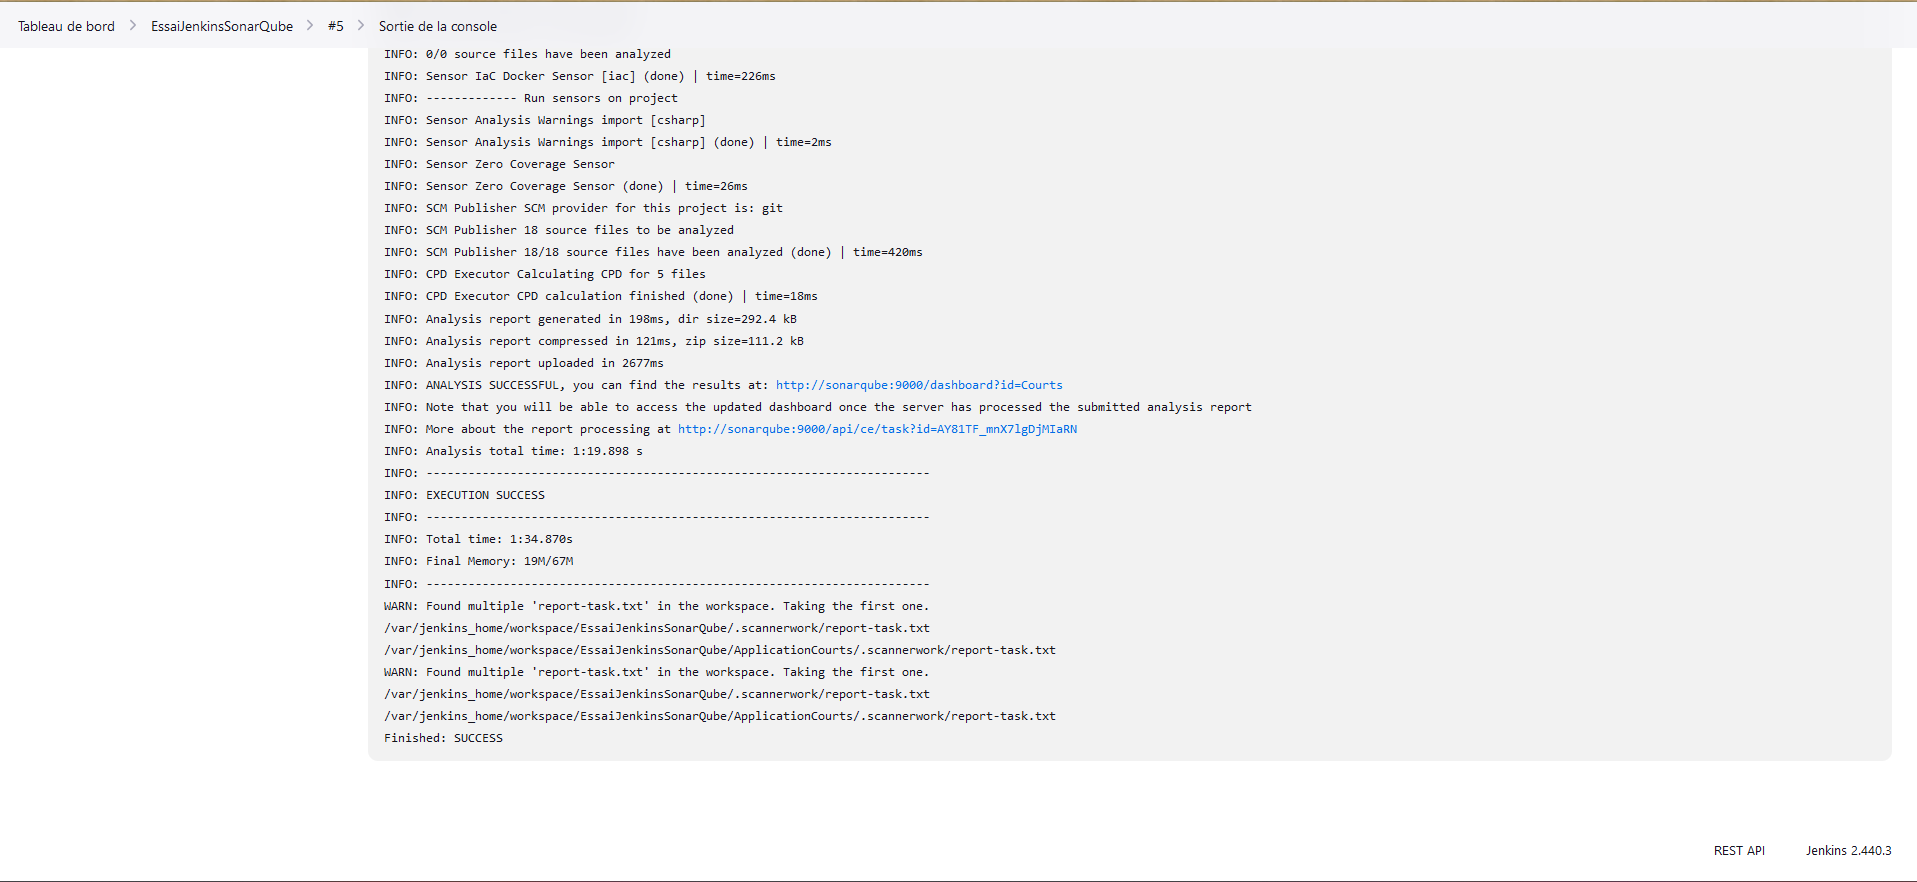 Tableau de bord > EssaiJenkinsSonarQube > #5 > Sortie de la console
INFO: 0/0 source files have been analyzed
INFO: Sensor IaC Docker Sensor [iac] (done) | time=226ms
INFO: ------------- Run sensors on project
INFO: Sensor Analysis Warnings import [csharp]
INFO: Sensor Analysis Warnings import [csharp] (done) | time=2ms
INFO: Sensor Zero Coverage Sensor
INFO: Sensor Zero Coverage Sensor (done) | time=26ms
INFO: SCM Publisher SCM provider for this project is: git
INFO: SCM Publisher 18 source files to be analyzed
INFO: SCM Publisher 18/18 source files have been analyzed (done) | time=420ms
INFO: CPD Executor Calculating CPD for 5 files
INFO: CPD Executor CPD calculation finished (done) | time=18ms
INFO: Analysis report generated in 198ms, dir size=292.4 kB
INFO: Analysis report compressed in 121ms, zip size=111.2 kB
INFO: Analysis report uploaded in 2677ms
INFO: ANALYSIS SUCCESSFUL, you can find the results at: http://sonarqube:9000/dashboard?id=Courts
INFO: Note that you will be able to access the updated dashboard once the server has processed the submitted analysis report
INFO: More about the report processing at http://sonarqube:9000/api/ce/task?id=AY81TF_mnX7lgDjMIaRN
INFO: Analysis total time: 1:19.898 s
INFO: ------------------------------------------------------------------------
INFO: EXECUTION SUCCESS
INFO: ------------------------------------------------------------------------
INFO: Total time: 1:34.870s
INFO: Final Memory: 19M/67M
INFO: ------------------------------------------------------------------------
WARN: Found multiple 'report-task.txt' in the workspace. Taking the first one.
/var/jenkins_home/workspace/EssaiJenkinsSonarQube/.scannerwork/report-task.txt
/var/jenkins_home/workspace/EssaiJenkinsSonarQube/ApplicationCourts/.scannerwork/report-task.txt
WARN: Found multiple 'report-task.txt' in the workspace. Taking the first one.
/var/jenkins_home/workspace/EssaiJenkinsSonarQube/.scannerwork/report-task.txt
/var/jenkins_home/workspace/EssaiJenkinsSonarQube/ApplicationCourts/.scannerwork/report-task.txt
Finished: SUCCESS
REST API Jenkins 2.440.3